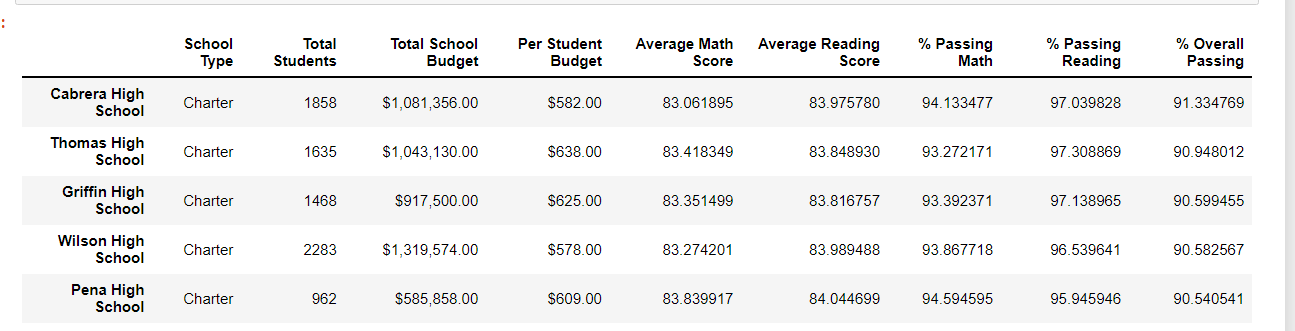 :
School Type	Total Students	Total School Budget	Per Student Budget	Average Math Score	Average Reading Score	% Passing Math	% Passing Reading	% Overall Passing
Cabrera High School	Charter	1858	$1,081,356.00	$582.00	83.061895	83.975780	94.133477	97.039828	91.334769
Thomas High School	Charter	1635	$1,043,130.00	$638.00	83.418349	83.848930	93.272171	97.308869	90.948012
Griffin High School	Charter	1468	$917,500.00	$625.00	83.351499	83.816757	93.392371	97.138965	90.599455
Wilson High School	Charter	2283	$1,319,574.00	$578.00	83.274201	83.989488	93.867718	96.539641	90.582567
Pena High School	Charter	962	$585,858.00	$609.00	83.839917	84.044699	94.594595	95.945946	90.540541